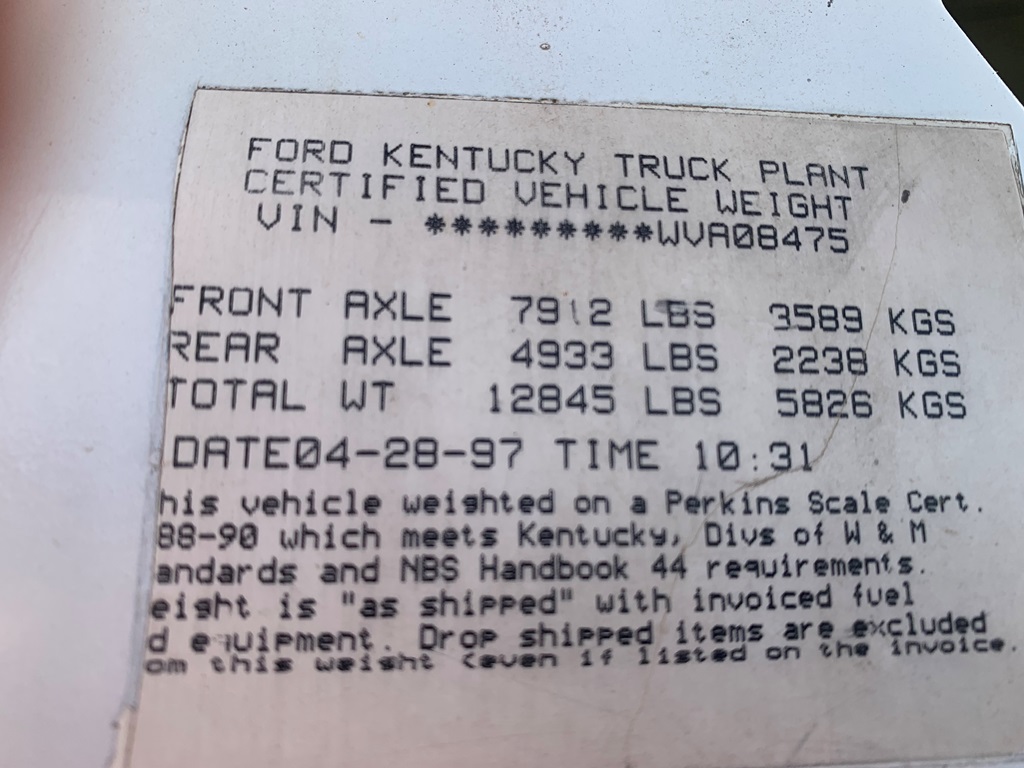 FORD KENTUCKY TRUCK PLANT
CERTIFIED VEHICLE WEIGHT
VIN - *********WVA08475
FRONT AXLE 7912 LBS 3589 KGS
REAR AXLE 4933 LBS 2238 KGS
TOTAL WT 12845 LBS 5826 KGS
DATE04-28-97 TIME 10:31
his vehicle weighted on a Perkins Scale Cert.
88-90 which meets Kentucky, Divs of W & M
andards and NBS Handbook 44 requirements.
eight is "as shipped" with invoiced fuel
d equipment. Drop shipped items are excluded
om this weight (even if listed on the invoice.